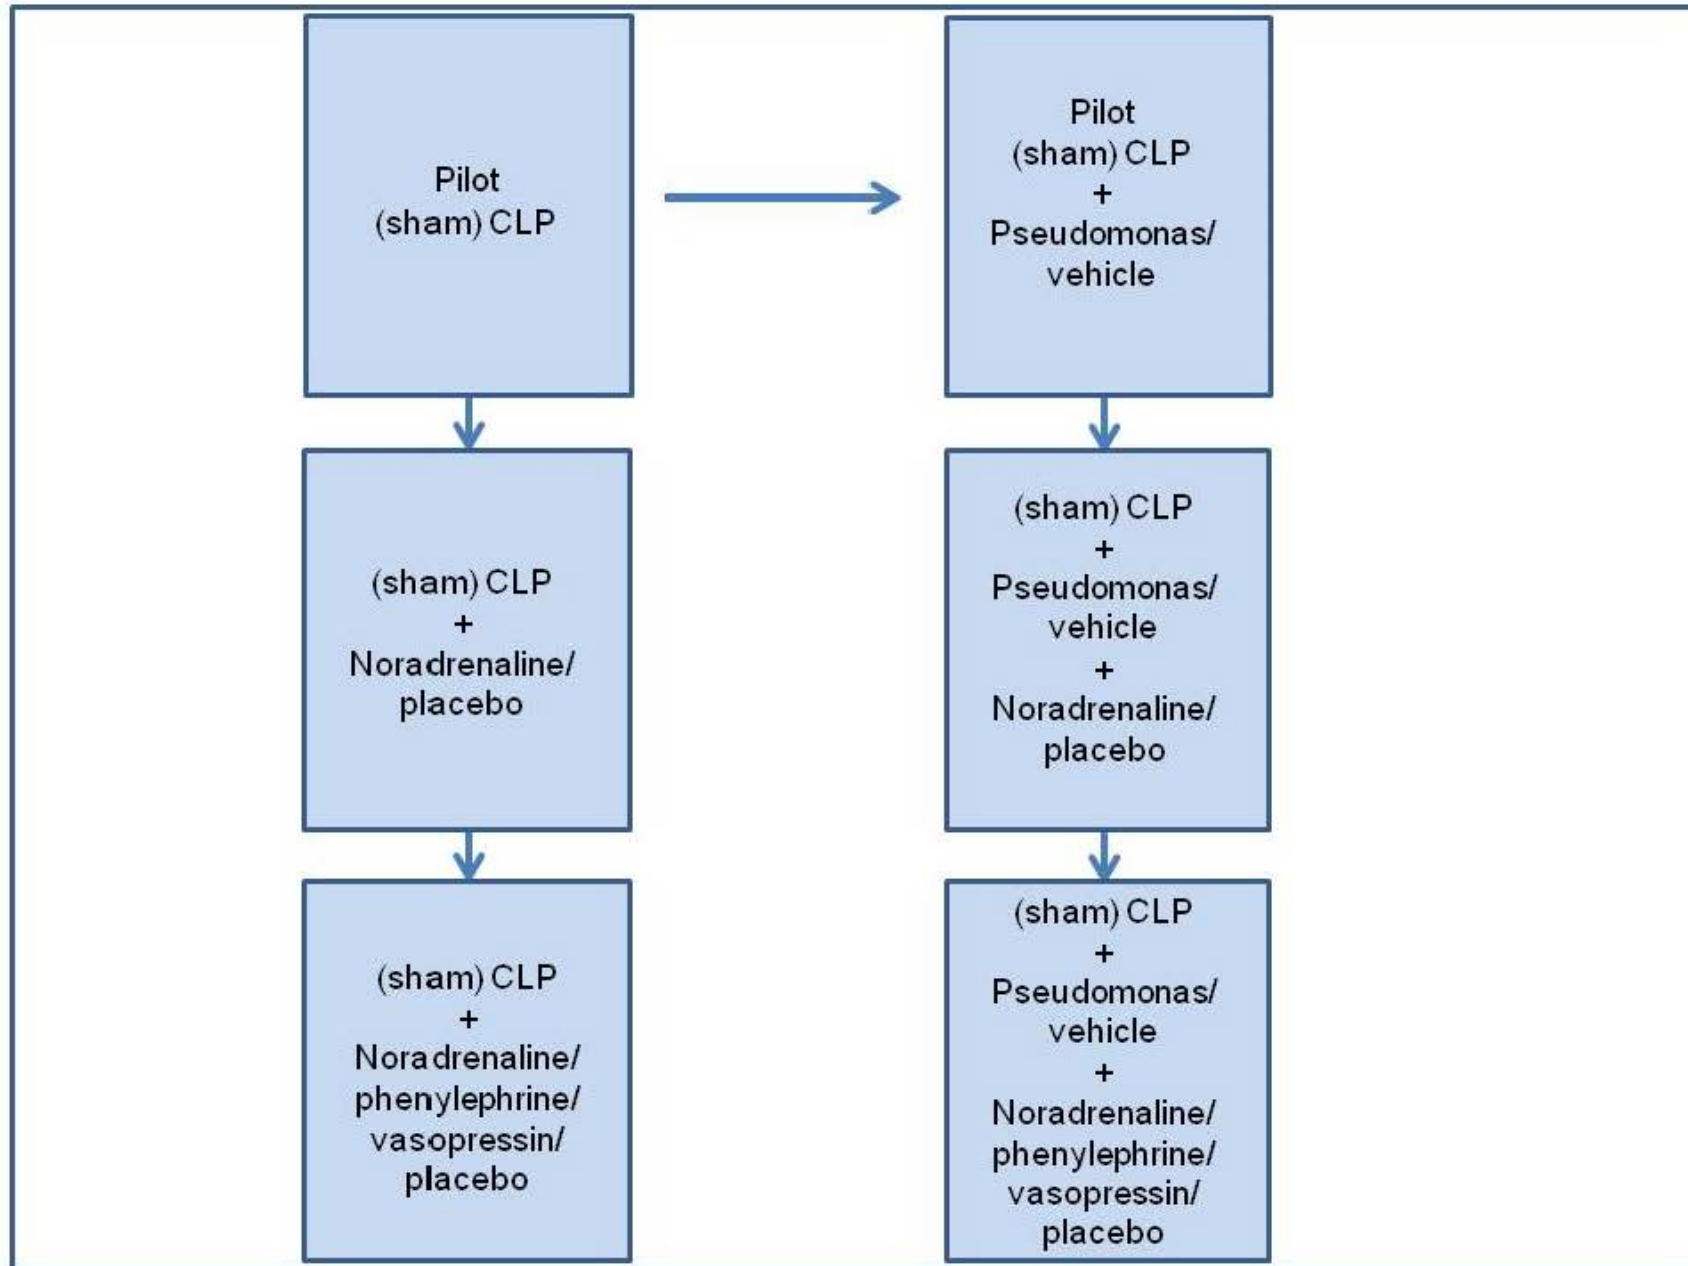 Pilot
(sham) CLP
Pilot
(sham) CLP
+
Pseudomonas/
vehicle
(sham) CLP
+
Noradrenaline/
placebo
(sham) CLP
+
Pseudomonas/
vehicle
+
Noradrenaline/
placebo
(sham) CLP
+
Noradrenaline/
phenylephrine/
vasopressin/
placebo
(sham) CLP
+
Pseudomonas/
vehicle
+
Noradrenaline/
phenylephrine/
vasopressin/
placebo